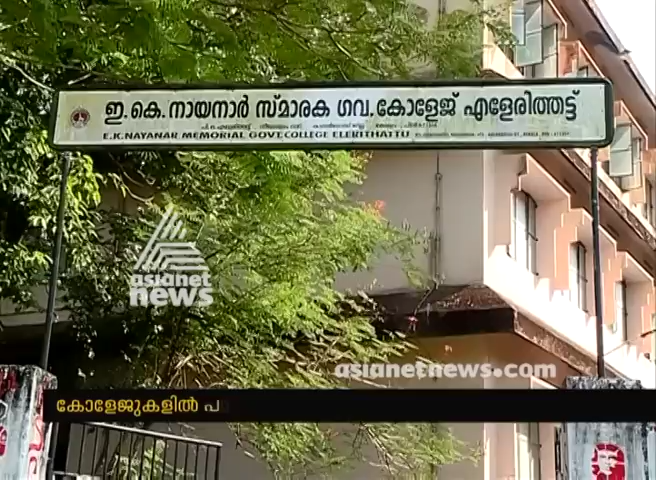 ഇ.കെ.നായനാർ സ്മാരക ഗവ.കോളേജ് എളേരിത്തട്ട്
E.K.NAYANAR MEMORIAL GOVT.COLLEGE ELERITHATTU
asianet news
asianetnews.com
കോളേജുകളിൽ പ